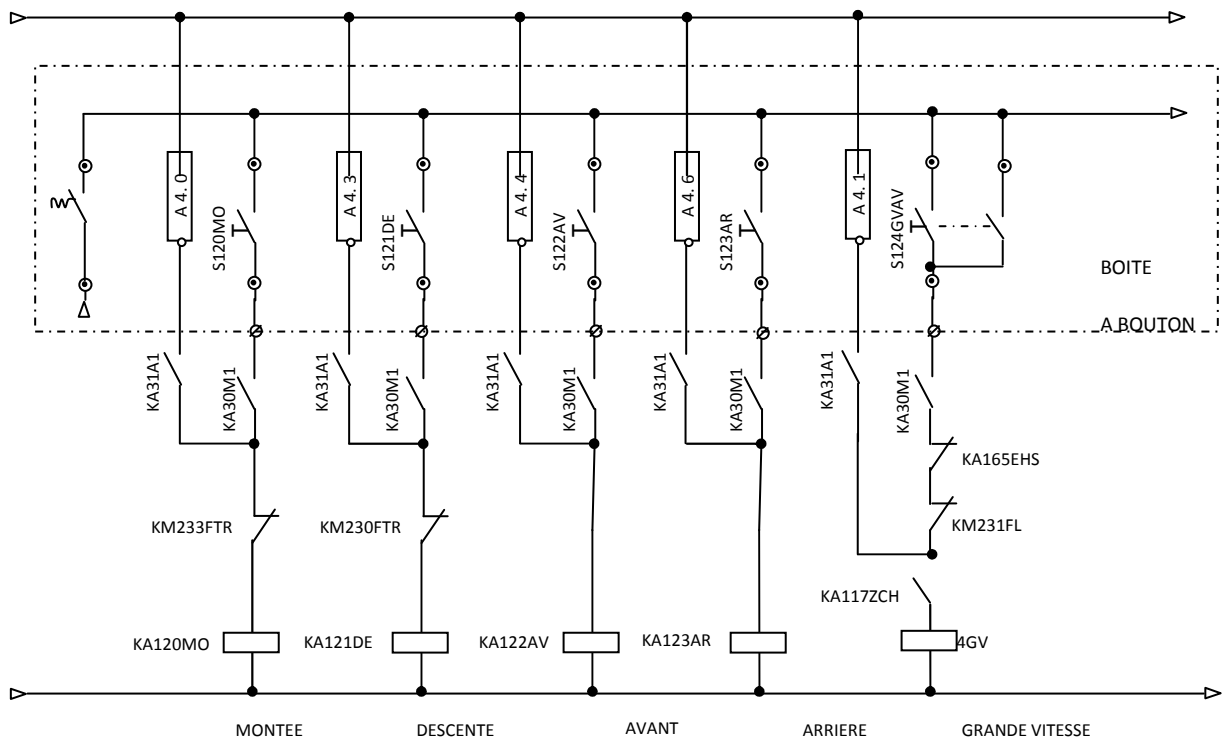 A 4. 0
S120MO
A 4. 3
S121DE
A 4. 4
S122AV
A 4. 6
S123AR
A 4. 1
S124GVAV
BOITE
A BOUTON
KA31A1
KA30M1
KA31A1
KA30M1
KA31A1
KA30M1
KA31A1
KA30M1
KA31A1
KA30M1
KA165EHS
KM233FTR
KM230FTR
KM231FL
KA117ZCH
KA120MO
KA121DE
KA122AV
KA123AR
4GV
MONTEE
DESCENTE
AVANT
ARRIERE
GRANDE VITESSE